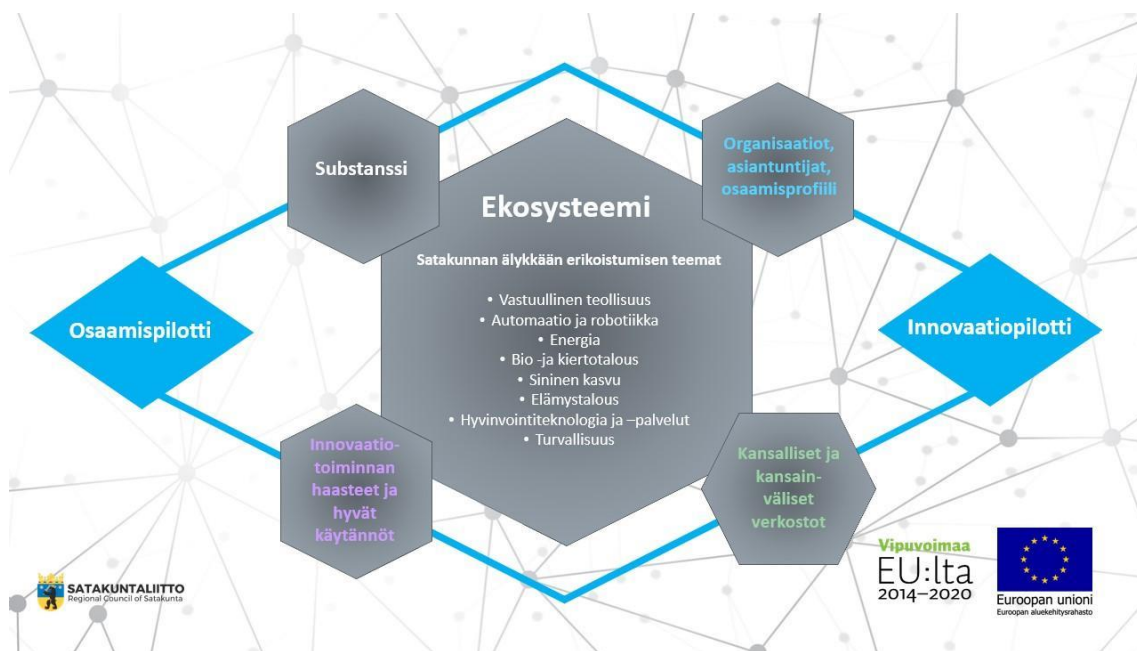 Substanssi
Organisaatiot,
asiantuntijat,
osaamisprofiili
Ekosysteemi
Satakunnan älykkään erikoistumisen teemat
• Vastuullinen teollisuus
• Automaatio ja robotiikka
• Energia
• Bio -ja kiertotalous
• Sininen kasvu
• Elämystalous
• Hyvinvointiteknologia ja –palvelut
• Turvallisuus
Osaamispilotti
Innovaatiopilotti
Innovaatio-
toiminnan
haasteet ja
hyvät
käytännöt
Kansalliset ja
kansain-
väliset
verkostot
SATAKUNTALIITTO
Regional Council of Satakunta
Vipuvoimaa
EU:lta
2014–2020
Euroopan unioni
Euroopan aluekehitysrahasto